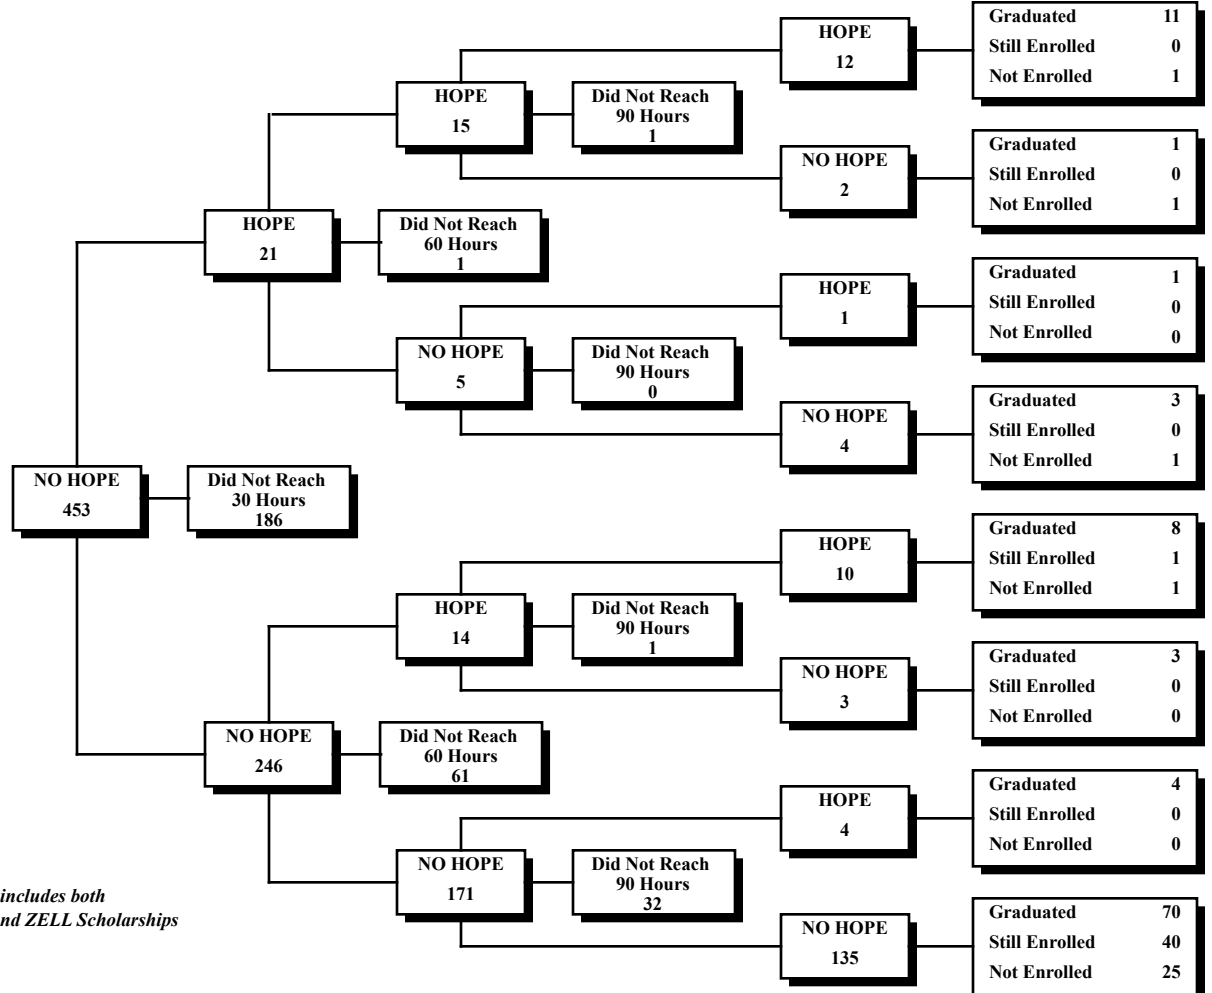 HOPE
12
Graduated 11
Still Enrolled 0
Not Enrolled 1
HOPE
15
Did Not Reach
90 Hours
1
NO HOPE
2
Graduated 1
Still Enrolled 0
Not Enrolled 1
HOPE
21
Did Not Reach
60 Hours
1
HOPE
1
Graduated 1
Still Enrolled 0
Not Enrolled 0
NO HOPE
5
Did Not Reach
90 Hours
0
NO HOPE
4
Graduated 3
Still Enrolled 0
Not Enrolled 1
NO HOPE
453
Did Not Reach
30 Hours
186
HOPE
10
Graduated 8
Still Enrolled 1
Not Enrolled 1
HOPE
14
Did Not Reach
90 Hours
1
NO HOPE
3
Graduated 3
Still Enrolled 0
Not Enrolled 0
NO HOPE
246
Did Not Reach
60 Hours
61
HOPE
4
Graduated 4
Still Enrolled 0
Not Enrolled 0
NO HOPE
171
Did Not Reach
90 Hours
32
NO HOPE
135
Graduated 70
Still Enrolled 40
Not Enrolled 25
includes both
nd ZELL Scholarships